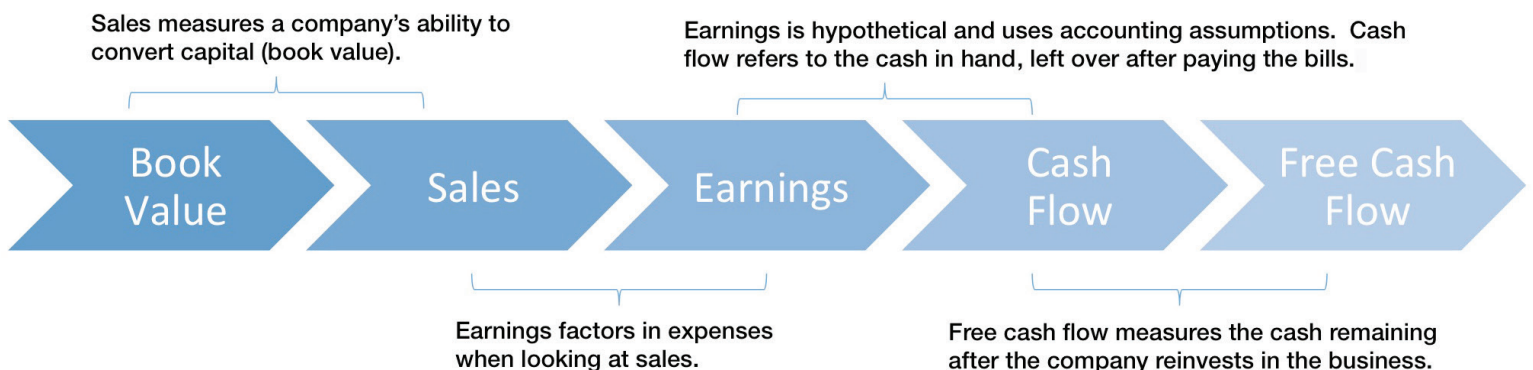 Sales measures a company's ability to
convert capital (book value).
Earnings is hypothetical and uses accounting assumptions.  Cash
flow refers to the cash in hand, left over after paying the bills.
Book
Value
Sales
Earnings
Cash
Flow
Free Cash
Flow
Earnings factors in expenses
when looking at sales.
Free cash flow measures the cash remaining
after the company reinvests in the business.